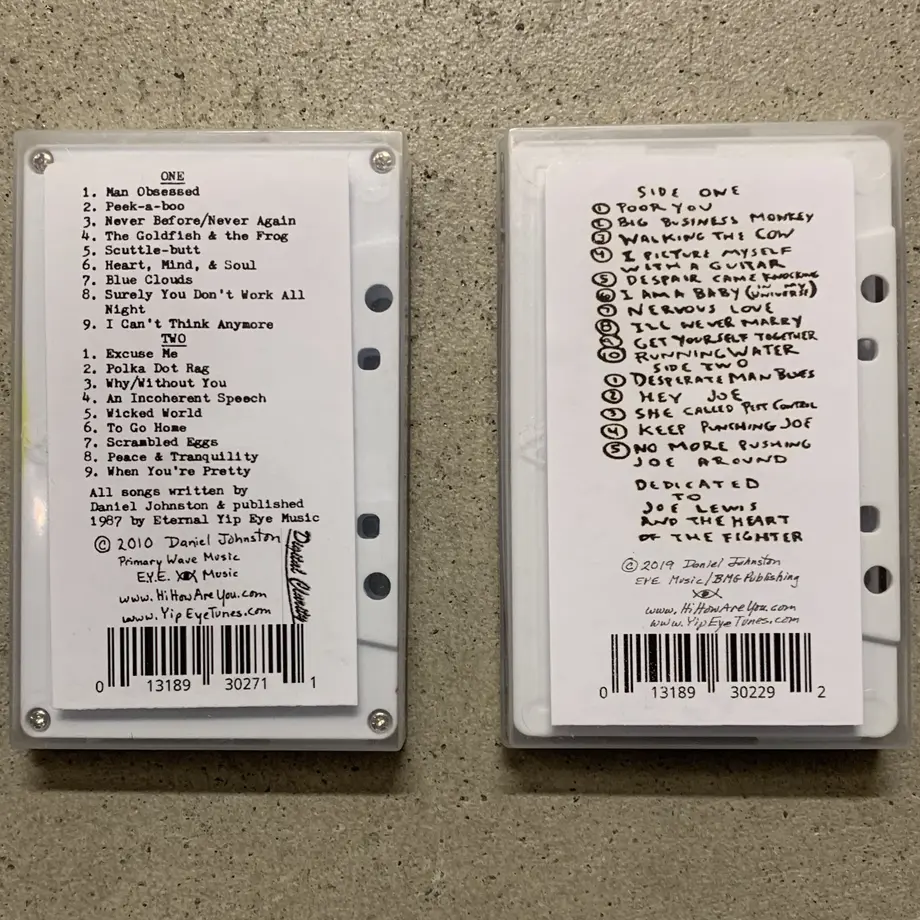 ONE
1. Man Obsessed
2. Peek-a-boo
3. Never Before/Never Again
4. The Goldfish & the Frog
5. Scuttle-butt
6. Heart, Mind, & Soul
7. Blue Clouds
8. Surely You Don't Work All
Night
9. I Can't Think Anymore
TWO
1. Excuse Me
2. Polka Dot Rag
3. Why/Without You
4. An Incoherent Speech
5. Wicked World
6. To Go Home
7. Scrambled Eggs
8. Peace & Tranquility
9. When You're Pretty
All songs written by
Daniel Johnston & published
1987 by Eternal Yip Eye Music
© 2010 Daniel Johnston
Primary Wave Music
E.Y.E. Music
www.HiHowAreYou.com
www.YipEyeTunes.com
Digital Clarity
0 13189 30271 1
SIDE ONE
1 POOR YOU
2 BIG BUSINESS MONKEY
3 WALKING THE COW
4 I PICTURE MYSELF
WITH A GUITAR
5 DESPAIR CAME KNOCKING
6 I AM A BABY (IN MY UNIVERSE)
7 NERVOUS LOVE
8 I'LL NEVER MARRY
9 GET YOURSELF TOGETHER
10 RUNNING WATER
SIDE TWO
1 DESPERATE MAN BLUES
2 HEY JOE
3 SHE CALLED PEST CONTROL
4 KEEP PUNCHING JOE
5 NO MORE PUSHING
JOE AROUND
DEDICATED
TO
JOE LEWIS
AND THE HEART
OF THE FIGHTER
© 2019 Daniel Johnston
EYE Music/BMG Publishing
www.HiHowAreYou.com
www.YipEyeTunes.com
0 13189 30229 2